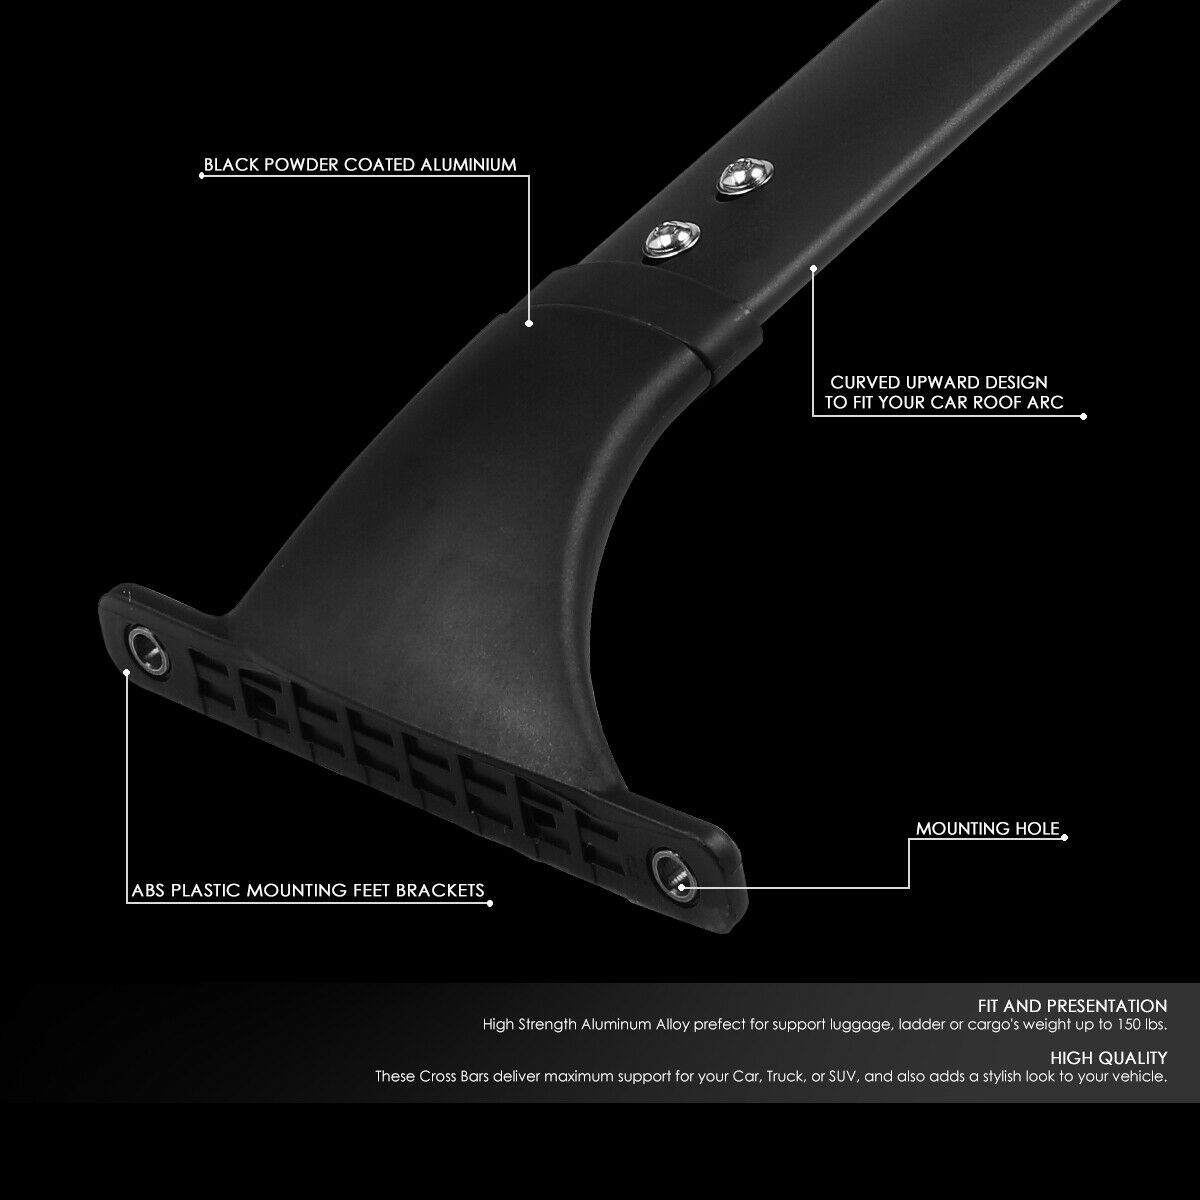 BLACK POWDER COATED ALUMINIUM
CURVED UPWARD DESIGN
TO FIT YOUR CAR ROOF ARC
MOUNTING HOLE
ABS PLASTIC MOUNTING FEET BRACKETS
FIT AND PRESENTATION
High Strength Aluminum Alloy prefect for support luggage, ladder or cargo's weight up to 150 lbs.
HIGH QUALITY
These Cross Bars deliver maximum support for your Car, Truck, or SUV, and also adds a stylish look to your vehicle.